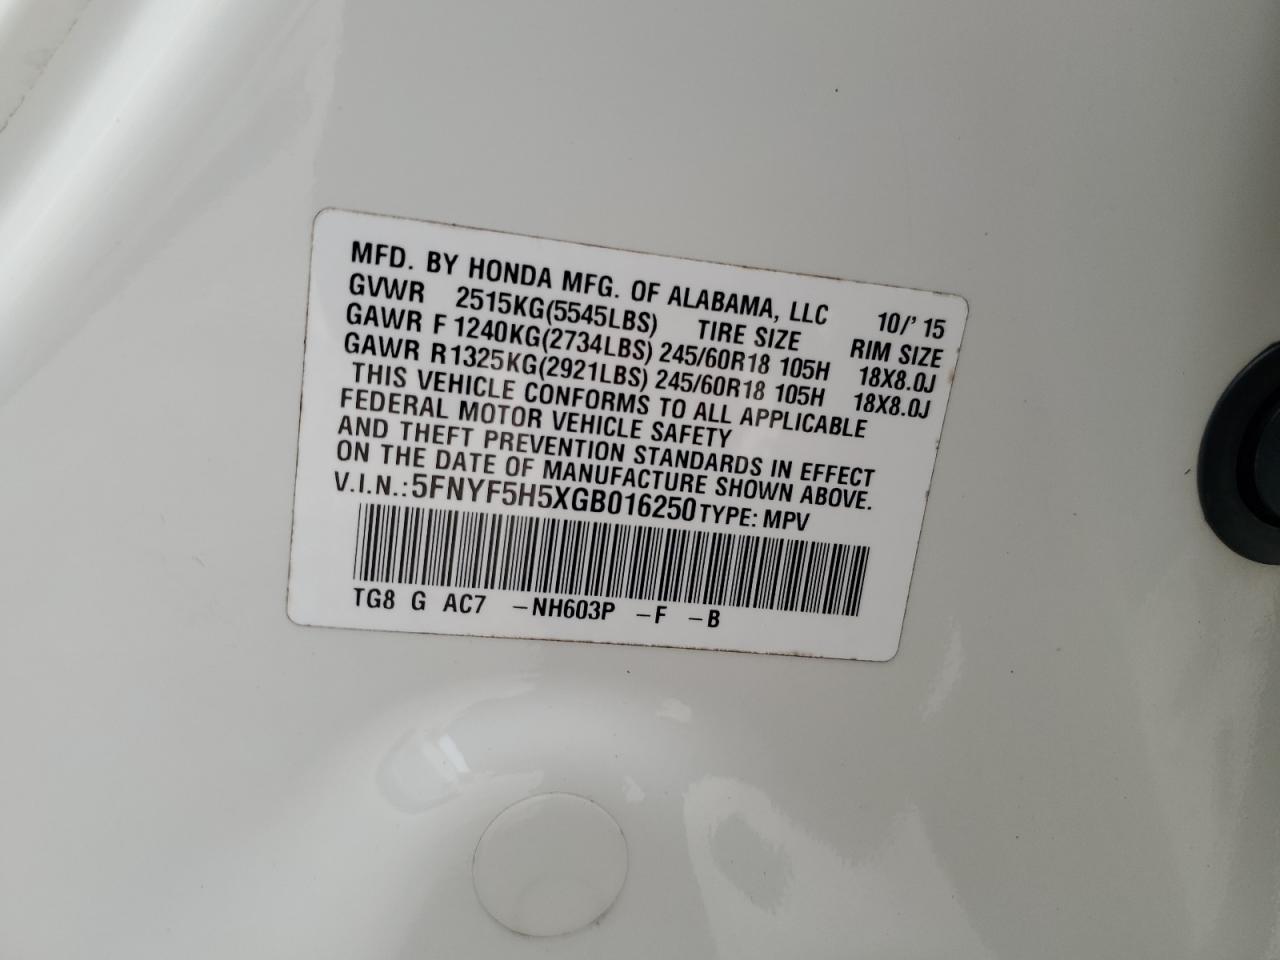 MFD. BY HONDA MFG. OF ALABAMA, LLC 10/' 15
GVWR 2515KG(5545LBS) TIRE SIZE RIM SIZE
GAWR F 1240KG(2734LBS) 245/60R18 105H 18X8.0J
GAWR R1325KG(2921LBS) 245/60R18 105H 18X8.0J
THIS VEHICLE CONFORMS TO ALL APPLICABLE
FEDERAL MOTOR VEHICLE SAFETY
AND THEFT PREVENTION STANDARDS IN EFFECT
ON THE DATE OF MANUFACTURE SHOWN ABOVE.
V.I.N.:5FNYF5H5XGB016250 TYPE: MPV
TG8 G AC7 -NH603P -F -B